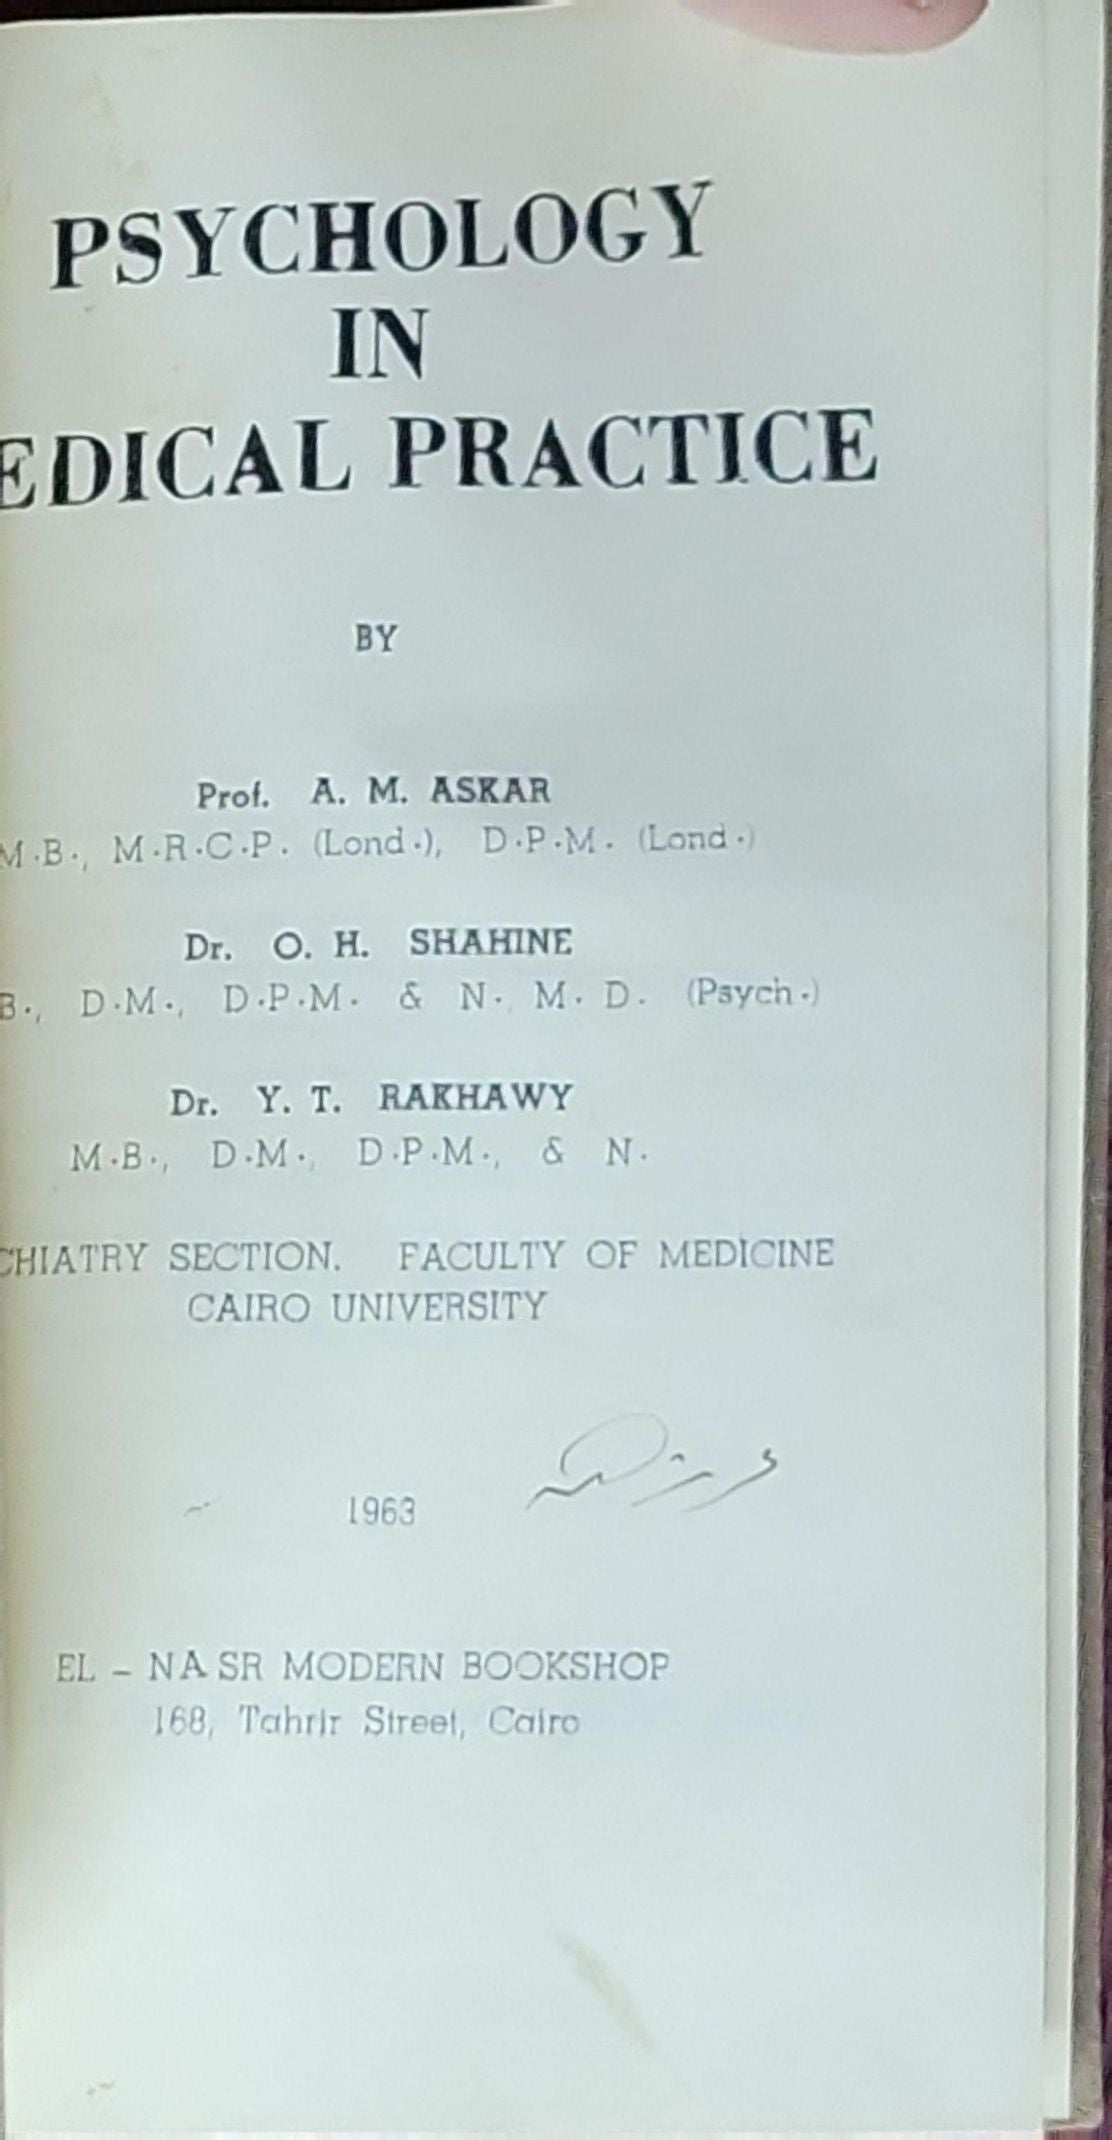 PSYCHOLOGY
IN
EDICAL PRACTICE
BY
Prof. A. M. ASKAR
M.B., M.R.C.P. (Lond.), D.P.M. (Lond.)
Dr. O. H. SHAHINE
B., D.M., D.P.M. & N. M. D. (Psych.)
Dr. Y. T. RAKHAWY
M.B., D.M., D.P.M., & N.
CHIATRY SECTION. FACULTY OF MEDICINE
CAIRO UNIVERSITY
1963
EL - NASR MODERN BOOKSHOP
168, Tahrir Street, Cairo